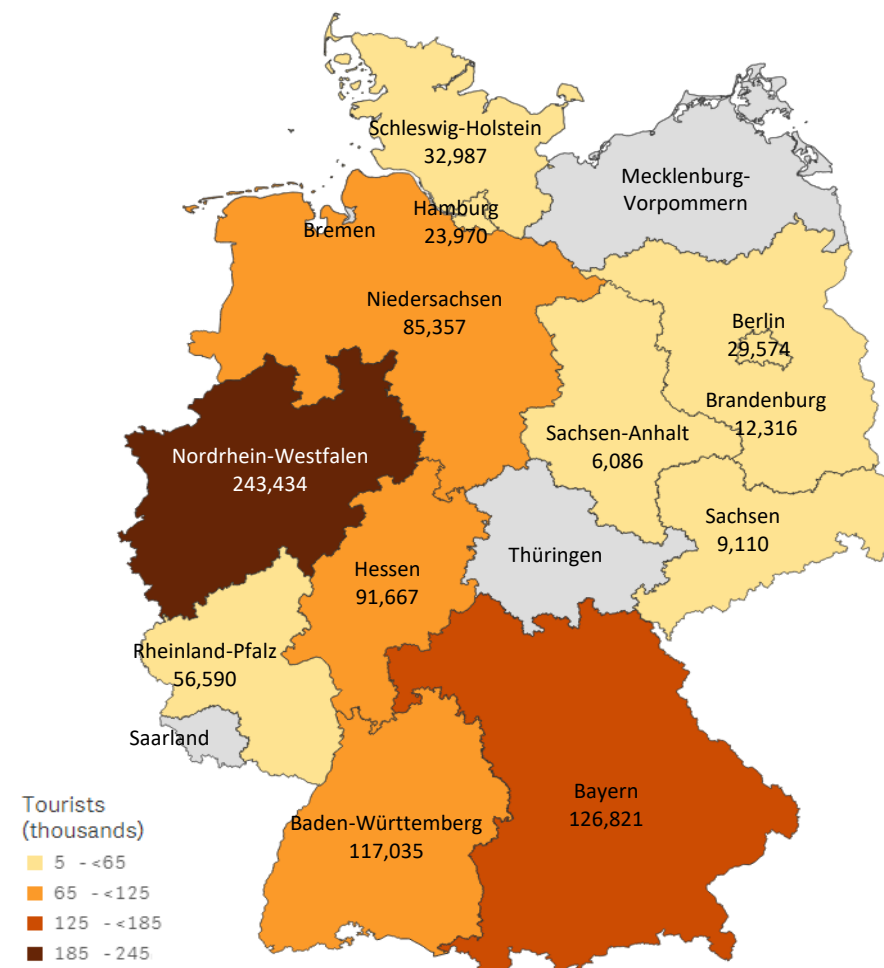 Schleswig-Holstein
32,987
Mecklenburg-
Vorpommern
Hamburg
23,970
Bremen
Niedersachsen
85,357
Berlin
29,574
Brandenburg
12,316
Sachsen-Anhalt
6,086
Nordrhein-Westfalen
243,434
Sachsen
9,110
Thüringen
Hessen
91,667
Rheinland-Pfalz
56,590
Saarland
Bayern
126,821
Baden-Württemberg
117,035
Tourists
(thousands)
5 - <65
65 - <125
125 - <185
185 - 245